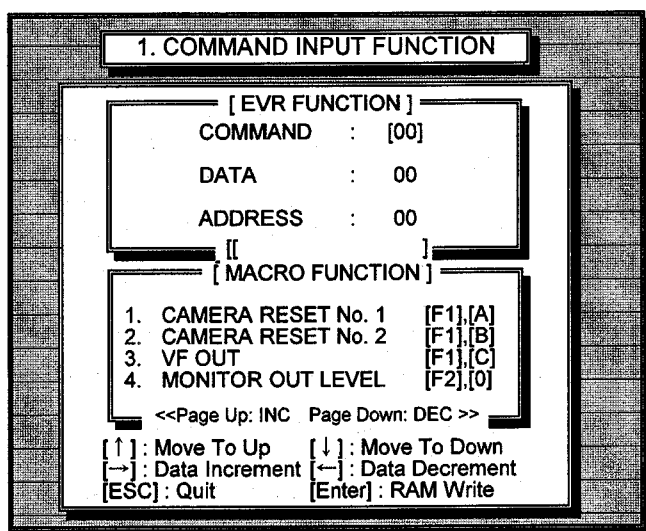 1. COMMAND INPUT FUNCTION
[ EVR FUNCTION ]
COMMAND : [00]
DATA : 00
ADDRESS : 00
[[ ]
[ MACRO FUNCTION ]
1. CAMERA RESET No. 1 [F1],[A]
2. CAMERA RESET No. 2 [F1],[B]
3. VF OUT [F1],[C]
4. MONITOR OUT LEVEL [F2],[0]
<<Page Up: INC Page Down: DEC >>
[↑] : Move To Up [↓] : Move To Down
[→] : Data Increment [←] : Data Decrement
[ESC] : Quit [Enter] : RAM Write